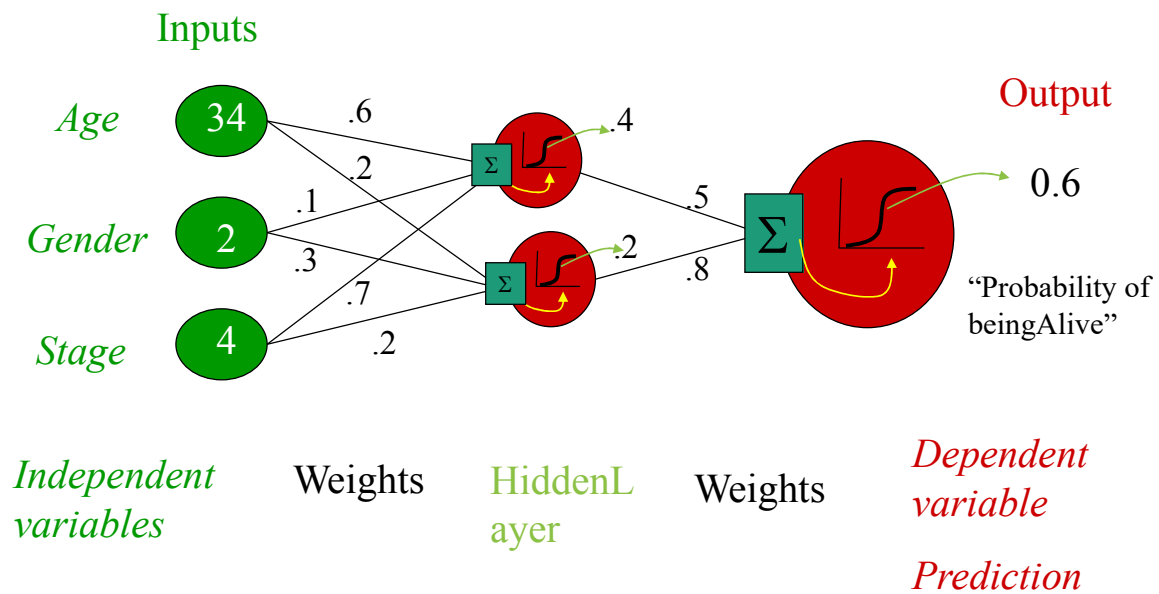 Inputs
Output
Age
34
.6
.4
Σ
.2
.1
.5
0.6
Gender
2
Σ
.3
.2
.8
Σ
“Probability of
beingAlive”
.7
Stage
4
.2
Independent
variables
Weights
HiddenL
ayer
Weights
Dependent
variable
Prediction